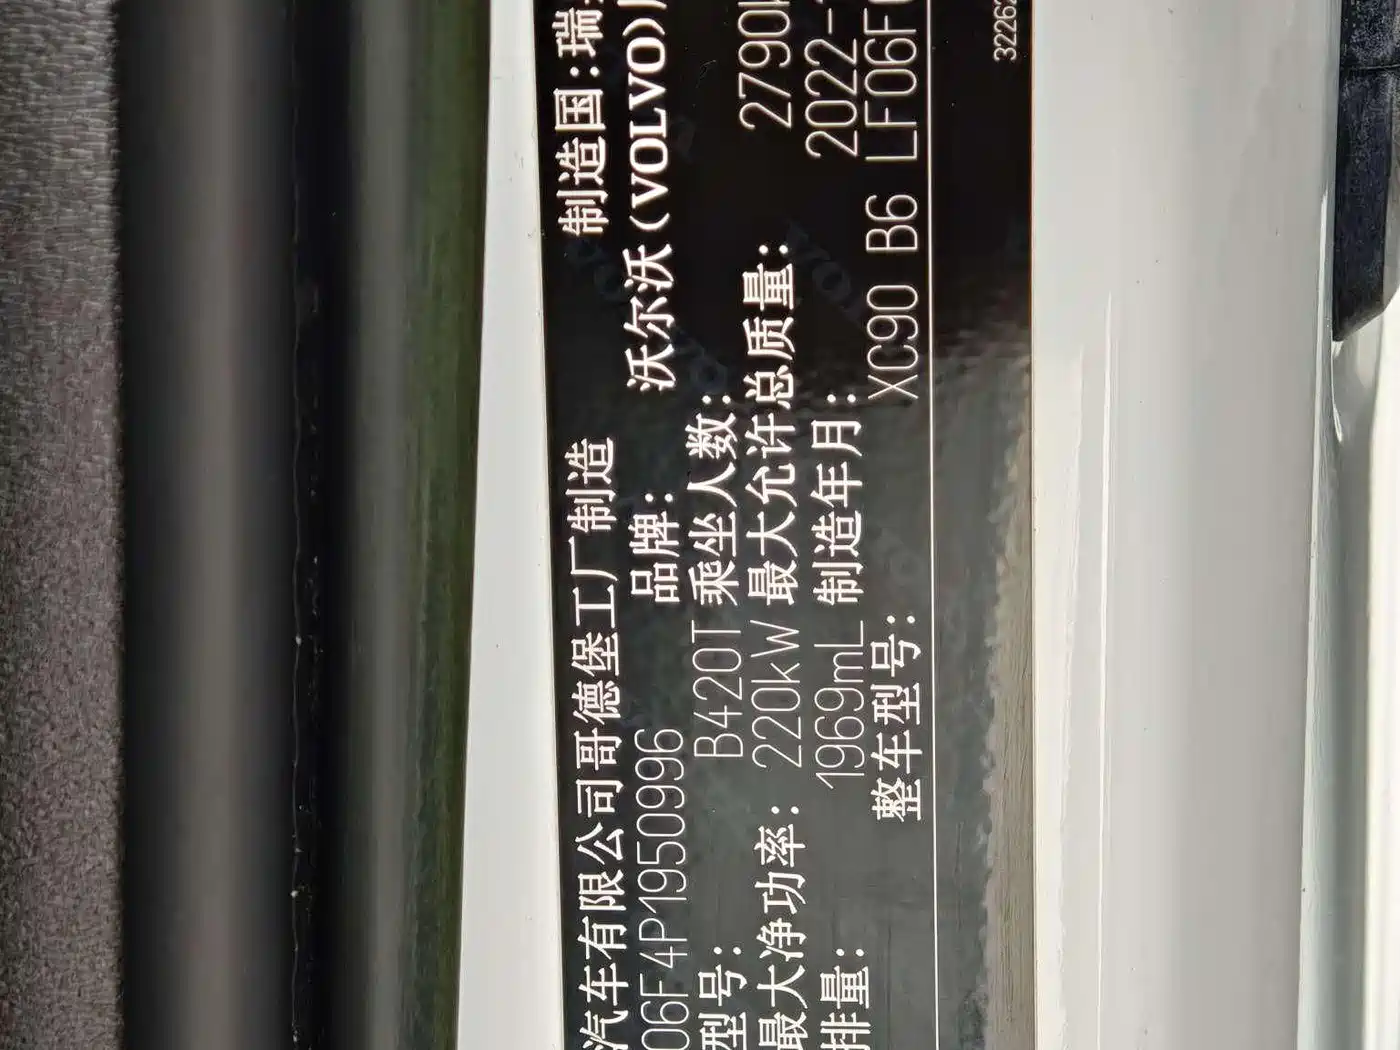 汽车有限公司哥德堡工厂制造 制造国:瑞
06F4P1950996 品牌: 沃尔沃(VOLVO)
型号: B420T 乘坐人数:
最大净功率: 220kW 最大允许总质量: 2790
排量: 1969mL 制造年月: 2022-
整车型号: XC90 B6 LF06F
32262